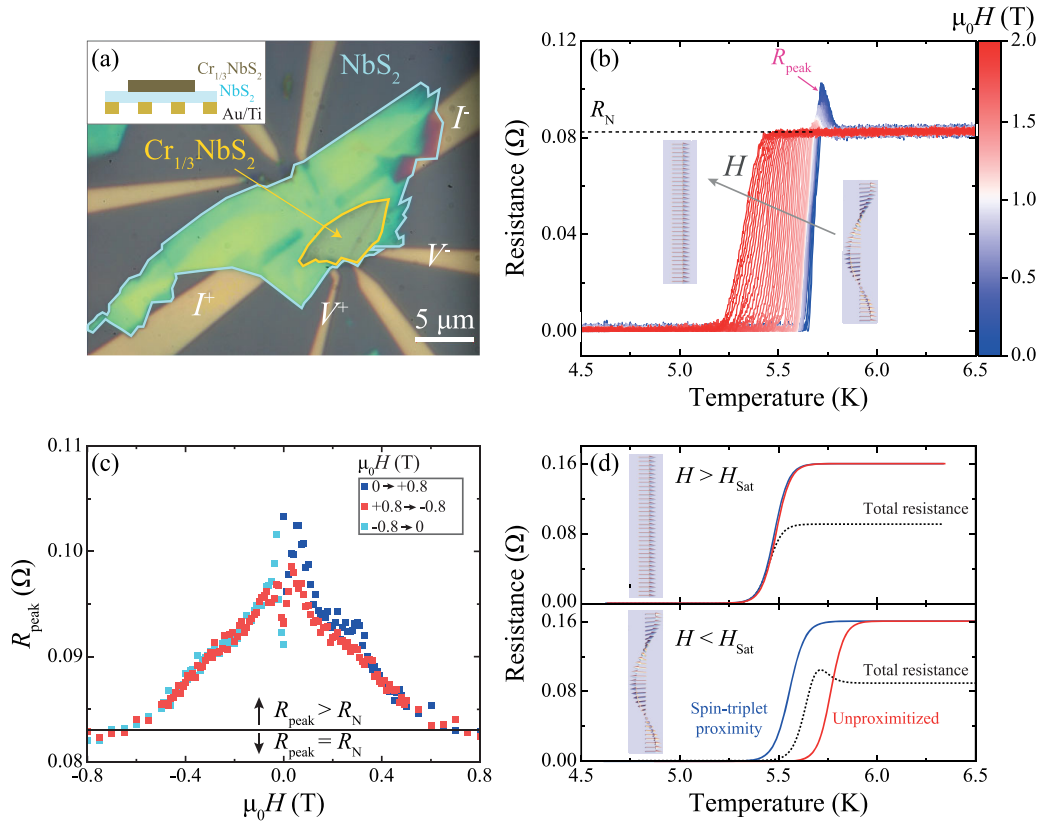 (a)
Cr1/3NbS2
NbS2
Au/Ti
NbS2
Cr1/3NbS2
I-
V-
I+
V+
5 μm
(b)
μ0H (T)
Rpeak
RN
H
0.12
0.08
0.04
0.00
Resistance (Ω)
4.5 5.0 5.5 6.0 6.5
Temperature (K)
2.0
1.5
1.0
0.5
0.0
(c)
μ0H (T)
0→+0.8
+0.8→-0.8
-0.8→0
0.11
0.10
0.09
0.08
Rpeak (Ω)
Rpeak > RN
Rpeak = RN
-0.8 -0.4 0.0 0.4 0.8
μ0H (T)
(d)
H > HSat
Total resistance
0.16
0.08
0.00
H < HSat
Total resistance
Spin-triplet
proximity
Unproximitized
0.16
0.08
0.00
Resistance (Ω)
4.5 5.0 5.5 6.0 6.5
Temperature (K)